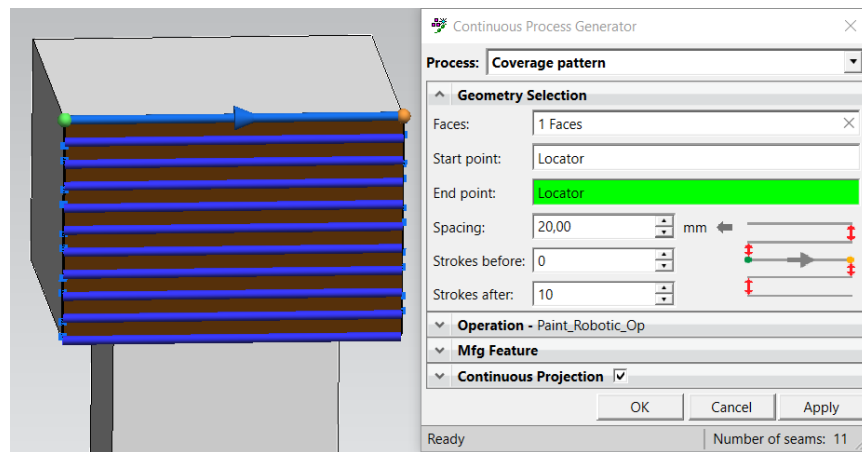 Continuous Process Generator
Process: Coverage pattern
Geometry Selection
Faces: 1 Faces
Start point: Locator
End point: Locator
Spacing: 20,00 mm
Strokes before: 0
Strokes after: 10
Operation - Paint_Robotic_Op
Mfg Feature
Continuous Projection
OK Cancel Apply
Ready Number of seams: 11